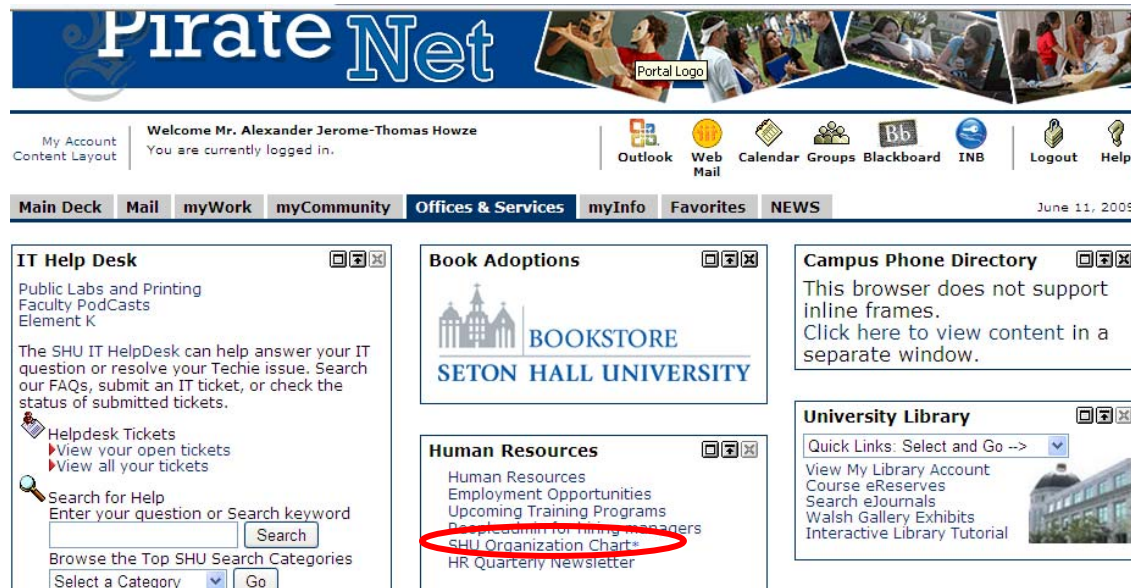 Pirate Net
Portal Logo
My Account
Content Layout
Welcome Mr. Alexander Jerome-Thomas Howze
You are currently logged in.
Outlook
Web Mail
Calendar
Groups
Blackboard
Bb
INB
Logout
Help
Main Deck
Mail
myWork
myCommunity
Offices & Services
myInfo
Favorites
NEWS
June 11, 2009
IT Help Desk
Public Labs and Printing
Faculty PodCasts
Element K
The SHU IT HelpDesk can help answer your IT
question or resolve your Techie issue. Search
our FAQs, submit an IT ticket, or check the
status of submitted tickets.
Helpdesk Tickets
View your open tickets
View all your tickets
Search for Help
Enter your question or Search keyword
Search
Browse the Top SHU Search Categories
Select a Category
Go
Book Adoptions
BOOKSTORE
SETON HALL UNIVERSITY
Human Resources
Human Resources
Employment Opportunities
Upcoming Training Programs
Peopleadmin for hiring managers
SHU Organization Chart*
HR Quarterly Newsletter
Campus Phone Directory
This browser does not support
inline frames.
Click here to view content in a
separate window.
University Library
Quick Links: Select and Go -->
View My Library Account
Course eReserves
Search eJournals
Walsh Gallery Exhibits
Interactive Library Tutorial